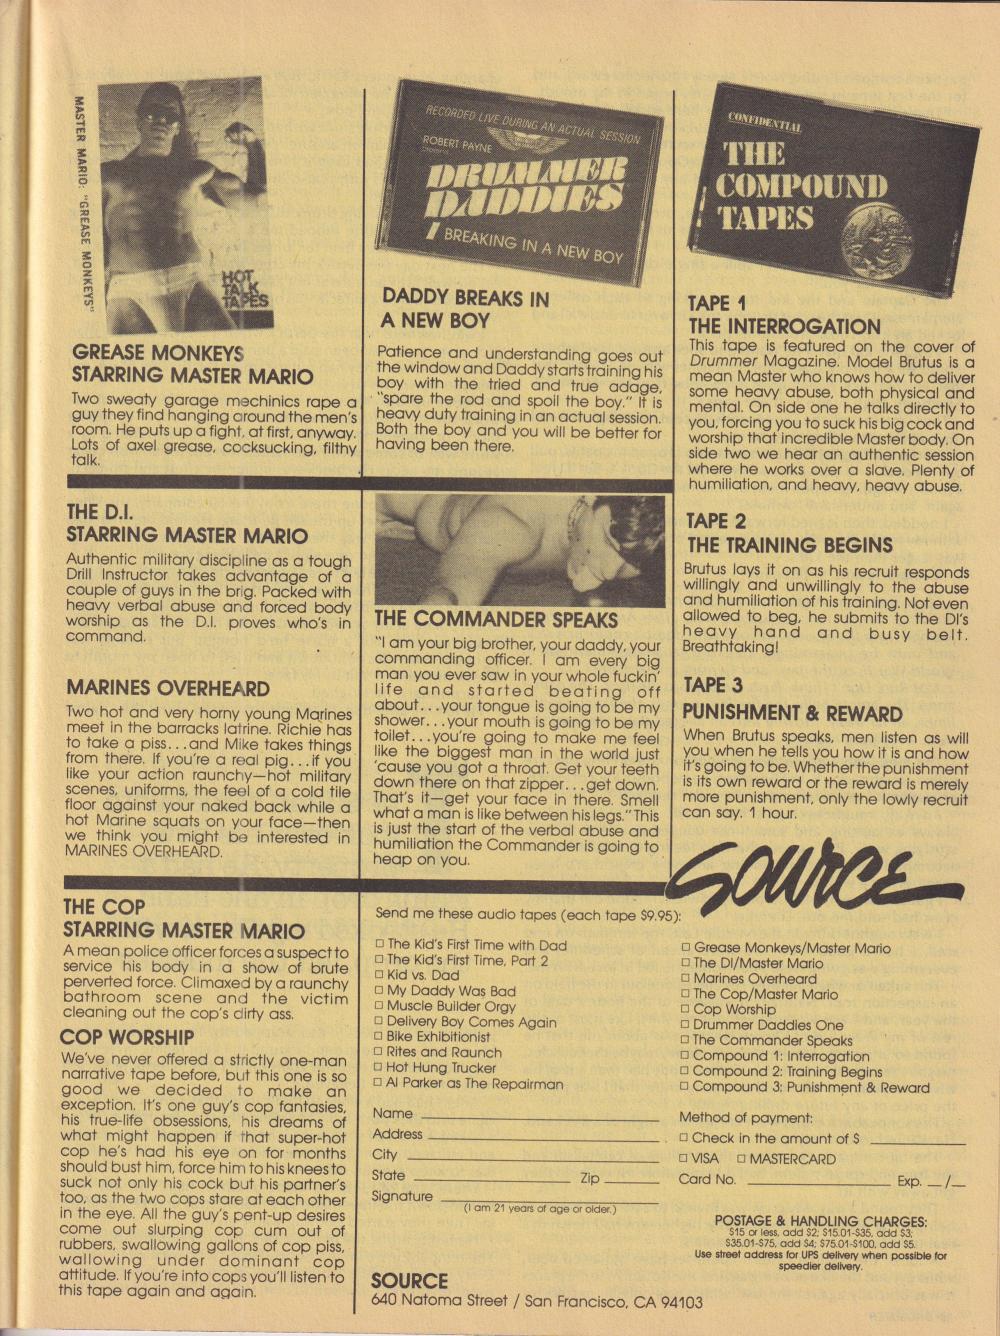 MASTER MARIO: "GREASE MONKEYS"
HOT
TALK
TAPES
GREASE MONKEYS
STARRING MASTER MARIO
Two sweaty garage mechinics rape a
guy they find hanging around the men's
room. He puts up a fight, at first, anyway.
Lots of axel grease, cocksucking, filthy
talk.
THE D.I.
STARRING MASTER MARIO
Authentic military discipline as a tough
Drill Instructor takes advantage of a
couple of guys in the brig. Packed with
heavy verbal abuse and forced body
worship as the D.I. proves who's in
command.
MARINES OVERHEARD
Two hot and very horny young Marines
meet in the barracks latrine. Richie has
to take a piss...and Mike takes things
from there. If you're a real pig...if you
like your action raunchy—hot military
scenes, uniforms, the feel of a cold tile
floor against your naked back while a
hot Marine squats on your face—then
we think you might be interested in
MARINES OVERHEARD.
THE COP
STARRING MASTER MARIO
A mean police officer forces a suspect to
service his body in a show of brute
perverted force. Climaxed by a raunchy
bathroom scene and the victim
cleaning out the cop's dirty ass.
COP WORSHIP
We've never offered a strictly one-man
narrative tape before, but this one is so
good we decided to make an
exception. It's one guy's cop fantasies,
his true-life obsessions, his dreams of
what might happen if that super-hot
cop he's had his eye on for months
should bust him, force him to his knees to
suck not only his cock but his partner's
too, as the two cops stare at each other
in the eye. All the guy's pent-up desires
come out slurping cop cum out of
rubbers, swallowing gallons of cop piss,
wallowing under dominant cop
attitude. If you're into cops you'll listen to
this tape again and again.
RECORDED LIVE DURING AN ACTUAL SESSION
ROBERT PAYNE
DRUMMER
DADDIES
1 BREAKING IN A NEW BOY
DADDY BREAKS IN
A NEW BOY
Patience and understanding goes out
the window and Daddy starts training his
boy with the tried and true adage,
"spare the rod and spoil the boy." It is
heavy duty training in an actual session.
Both the boy and you will be better for
having been there.
THE COMMANDER SPEAKS
"I am your big brother, your daddy, your
commanding officer. I am every big
man you ever saw in your whole fuckin'
life and started beating off
about...your tongue is going to be my
shower...your mouth is going to be my
toilet...you're going to make me feel
like the biggest man in the world just
'cause you got a throat. Get your teeth
down there on that zipper...get down.
That's it—get your face in there. Smell
what a man is like between his legs." This
is just the start of the verbal abuse and
humiliation the Commander is going to
heap on you.
CONFIDENTIAL
THE
COMPOUND
TAPES
TAPE 1
THE INTERROGATION
This tape is featured on the cover of
Drummer Magazine. Model Brutus is a
mean Master who knows how to deliver
some heavy abuse, both physical and
mental. On side one he talks directly to
you, forcing you to suck his big cock and
worship that incredible Master body. On
side two we hear an authentic session
where he works over a slave. Plenty of
humiliation, and heavy, heavy abuse.
TAPE 2
THE TRAINING BEGINS
Brutus lays it on as his recruit responds
willingly and unwillingly to the abuse
and humiliation of his training. Not even
allowed to beg, he submits to the DI's
heavy hand and busy belt.
Breathtaking!
TAPE 3
PUNISHMENT & REWARD
When Brutus speaks, men listen as will
you when he tells you how it is and how
it's going to be. Whether the punishment
is its own reward or the reward is merely
more punishment, only the lowly recruit
can say. 1 hour.
SOURCE
Send me these audio tapes (each tape $9.95):
□ The Kid's First Time with Dad
□ The Kid's First Time, Part 2
□ Kid vs. Dad
□ My Daddy Was Bad
□ Muscle Builder Orgy
□ Delivery Boy Comes Again
□ Bike Exhibitionist
□ Rites and Raunch
□ Hot Hung Trucker
□ Al Parker as The Repairman
□ Grease Monkeys/Master Mario
□ The DI/Master Mario
□ Marines Overheard
□ The Cop/Master Mario
□ Cop Worship
□ Drummer Daddies One
□ The Commander Speaks
□ Compound 1: Interrogation
□ Compound 2: Training Begins
□ Compound 3: Punishment & Reward
Name
Address
City
State Zip
Signature
(I am 21 years of age or older.)
Method of payment:
□ Check in the amount of $
□ VISA □ MASTERCARD
Card No. Exp. __/__
POSTAGE & HANDLING CHARGES:
$15 or less, add $2; $15.01-$35, add $3;
$35.01-$75, add $4; $75.01-$100, add $5.
Use street address for UPS delivery when possible for
speedier delivery.
SOURCE
640 Natoma Street / San Francisco, CA 94103